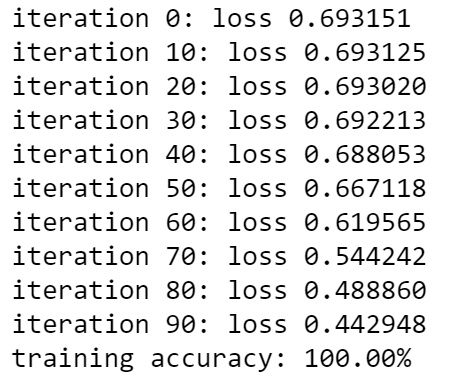 iteration 0: loss 0.693151
iteration 10: loss 0.693125
iteration 20: loss 0.693020
iteration 30: loss 0.692213
iteration 40: loss 0.688053
iteration 50: loss 0.667118
iteration 60: loss 0.619565
iteration 70: loss 0.544242
iteration 80: loss 0.488860
iteration 90: loss 0.442948
training accuracy: 100.00%